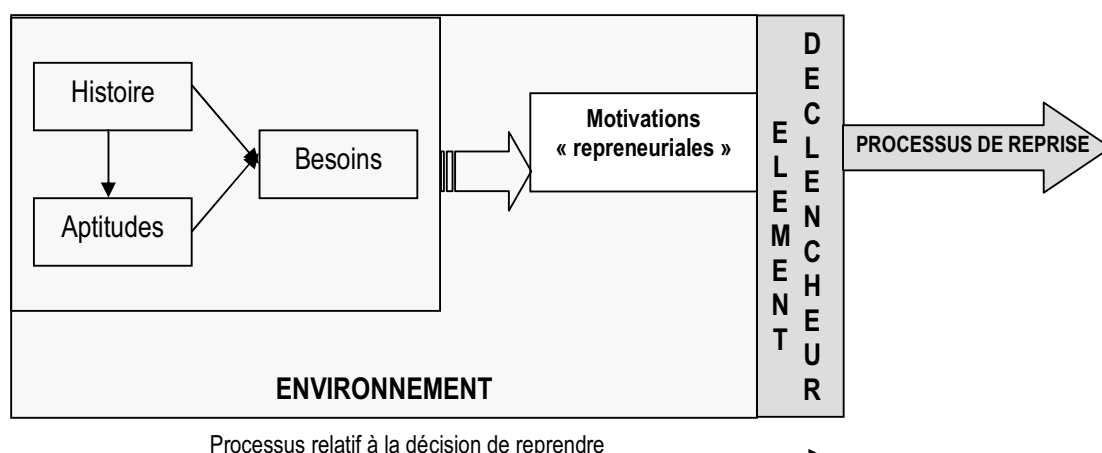 Histoire
Aptitudes
Besoins
Motivations
« repreneuriales »
ELEMENT
DECLENCHEUR
PROCESSUS DE REPRISE
ENVIRONNEMENT
Processus relatif à la décision de reprendre